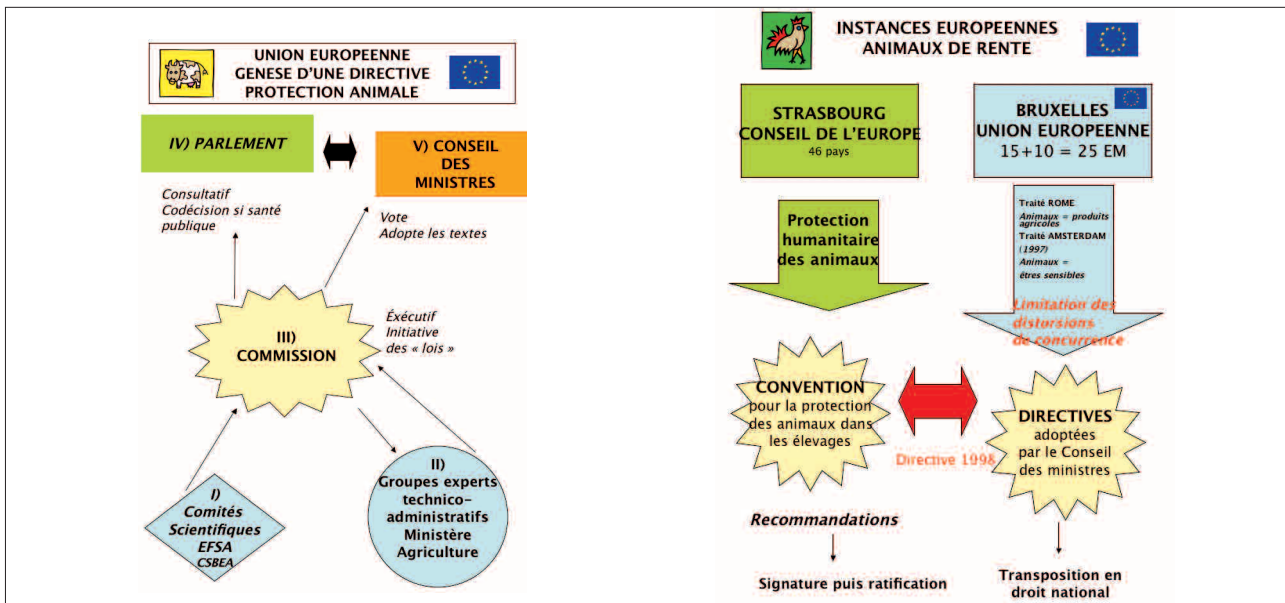 UNION EUROPEENNE
GENESE D'UNE DIRECTIVE
PROTECTION ANIMALE
IV) PARLEMENT
V) CONSEIL
DES
MINISTRES
Consultatif
Codécision si santé
publique
Vote
Adopte les textes
III)
COMMISSION
Éxécutif
Initiative
des « lois »
I)
Comités
Scientifiques
EFSA
CSBEA
II)
Groupes experts
technico-
administratifs
Ministère
Agriculture
INSTANCES EUROPEENNES
ANIMAUX DE RENTE
STRASBOURG
CONSEIL DE L'EUROPE
46 pays
BRUXELLES
UNION EUROPEENNE
15+10 = 25 EM
Protection
humanitaire
des animaux
Traité ROME
Animaux = produits
agricoles
Traité AMSTERDAM
(1997)
Animaux =
êtres sensibles
Limitation des
distursions
de concurrence
CONVENTION
pour la protection
des animaux dans
les élevages
Directive 1998
DIRECTIVES
adoptées
par le Conseil
des ministres
Recommandations
Signature puis ratification
Transposition en
droit national